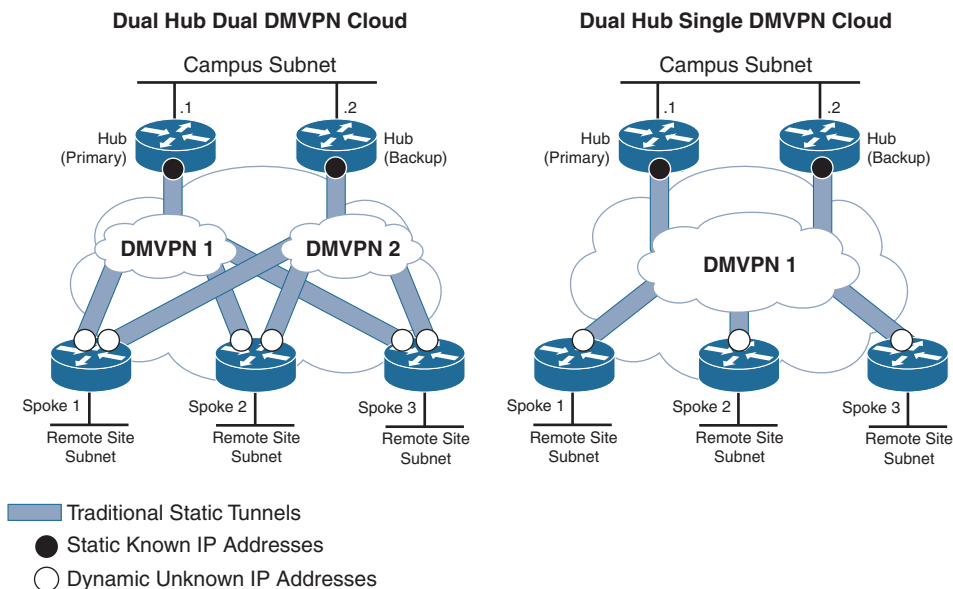 Dual Hub Dual DMVPN Cloud
Campus Subnet
.1
.2
Hub
(Primary)
Hub
(Backup)
DMVPN 1
DMVPN 2
Spoke 1
Spoke 2
Spoke 3
Remote Site
Subnet
Remote Site
Subnet
Remote Site
Subnet
Dual Hub Single DMVPN Cloud
Campus Subnet
.1
.2
Hub
(Primary)
Hub
(Backup)
DMVPN 1
Spoke 1
Spoke 2
Spoke 3
Remote Site
Subnet
Remote Site
Subnet
Remote Site
Subnet
Traditional Static Tunnels
Static Known IP Addresses
Dynamic Unknown IP Addresses